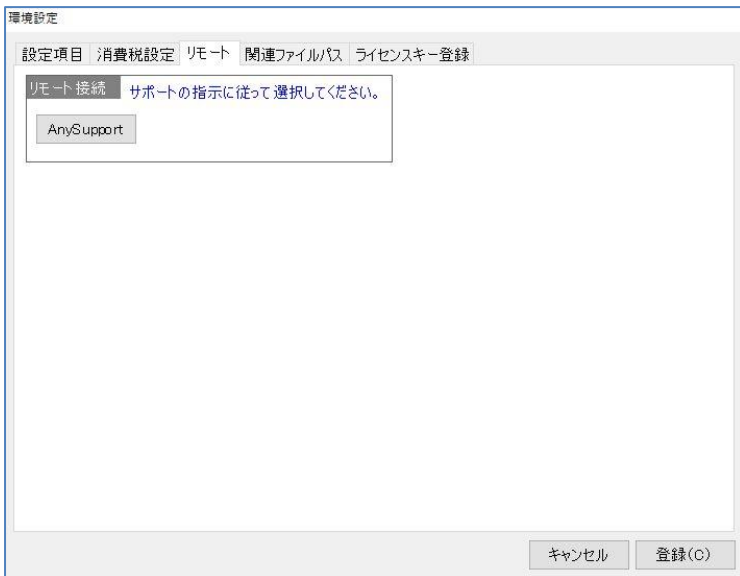 環境設定
設定項目 消費税設定 リモート 関連ファイルパス ライセンスキー登録
リモート接続 サポートの指示に従って選択してください。
AnySupport
キャンセル 登録(C)